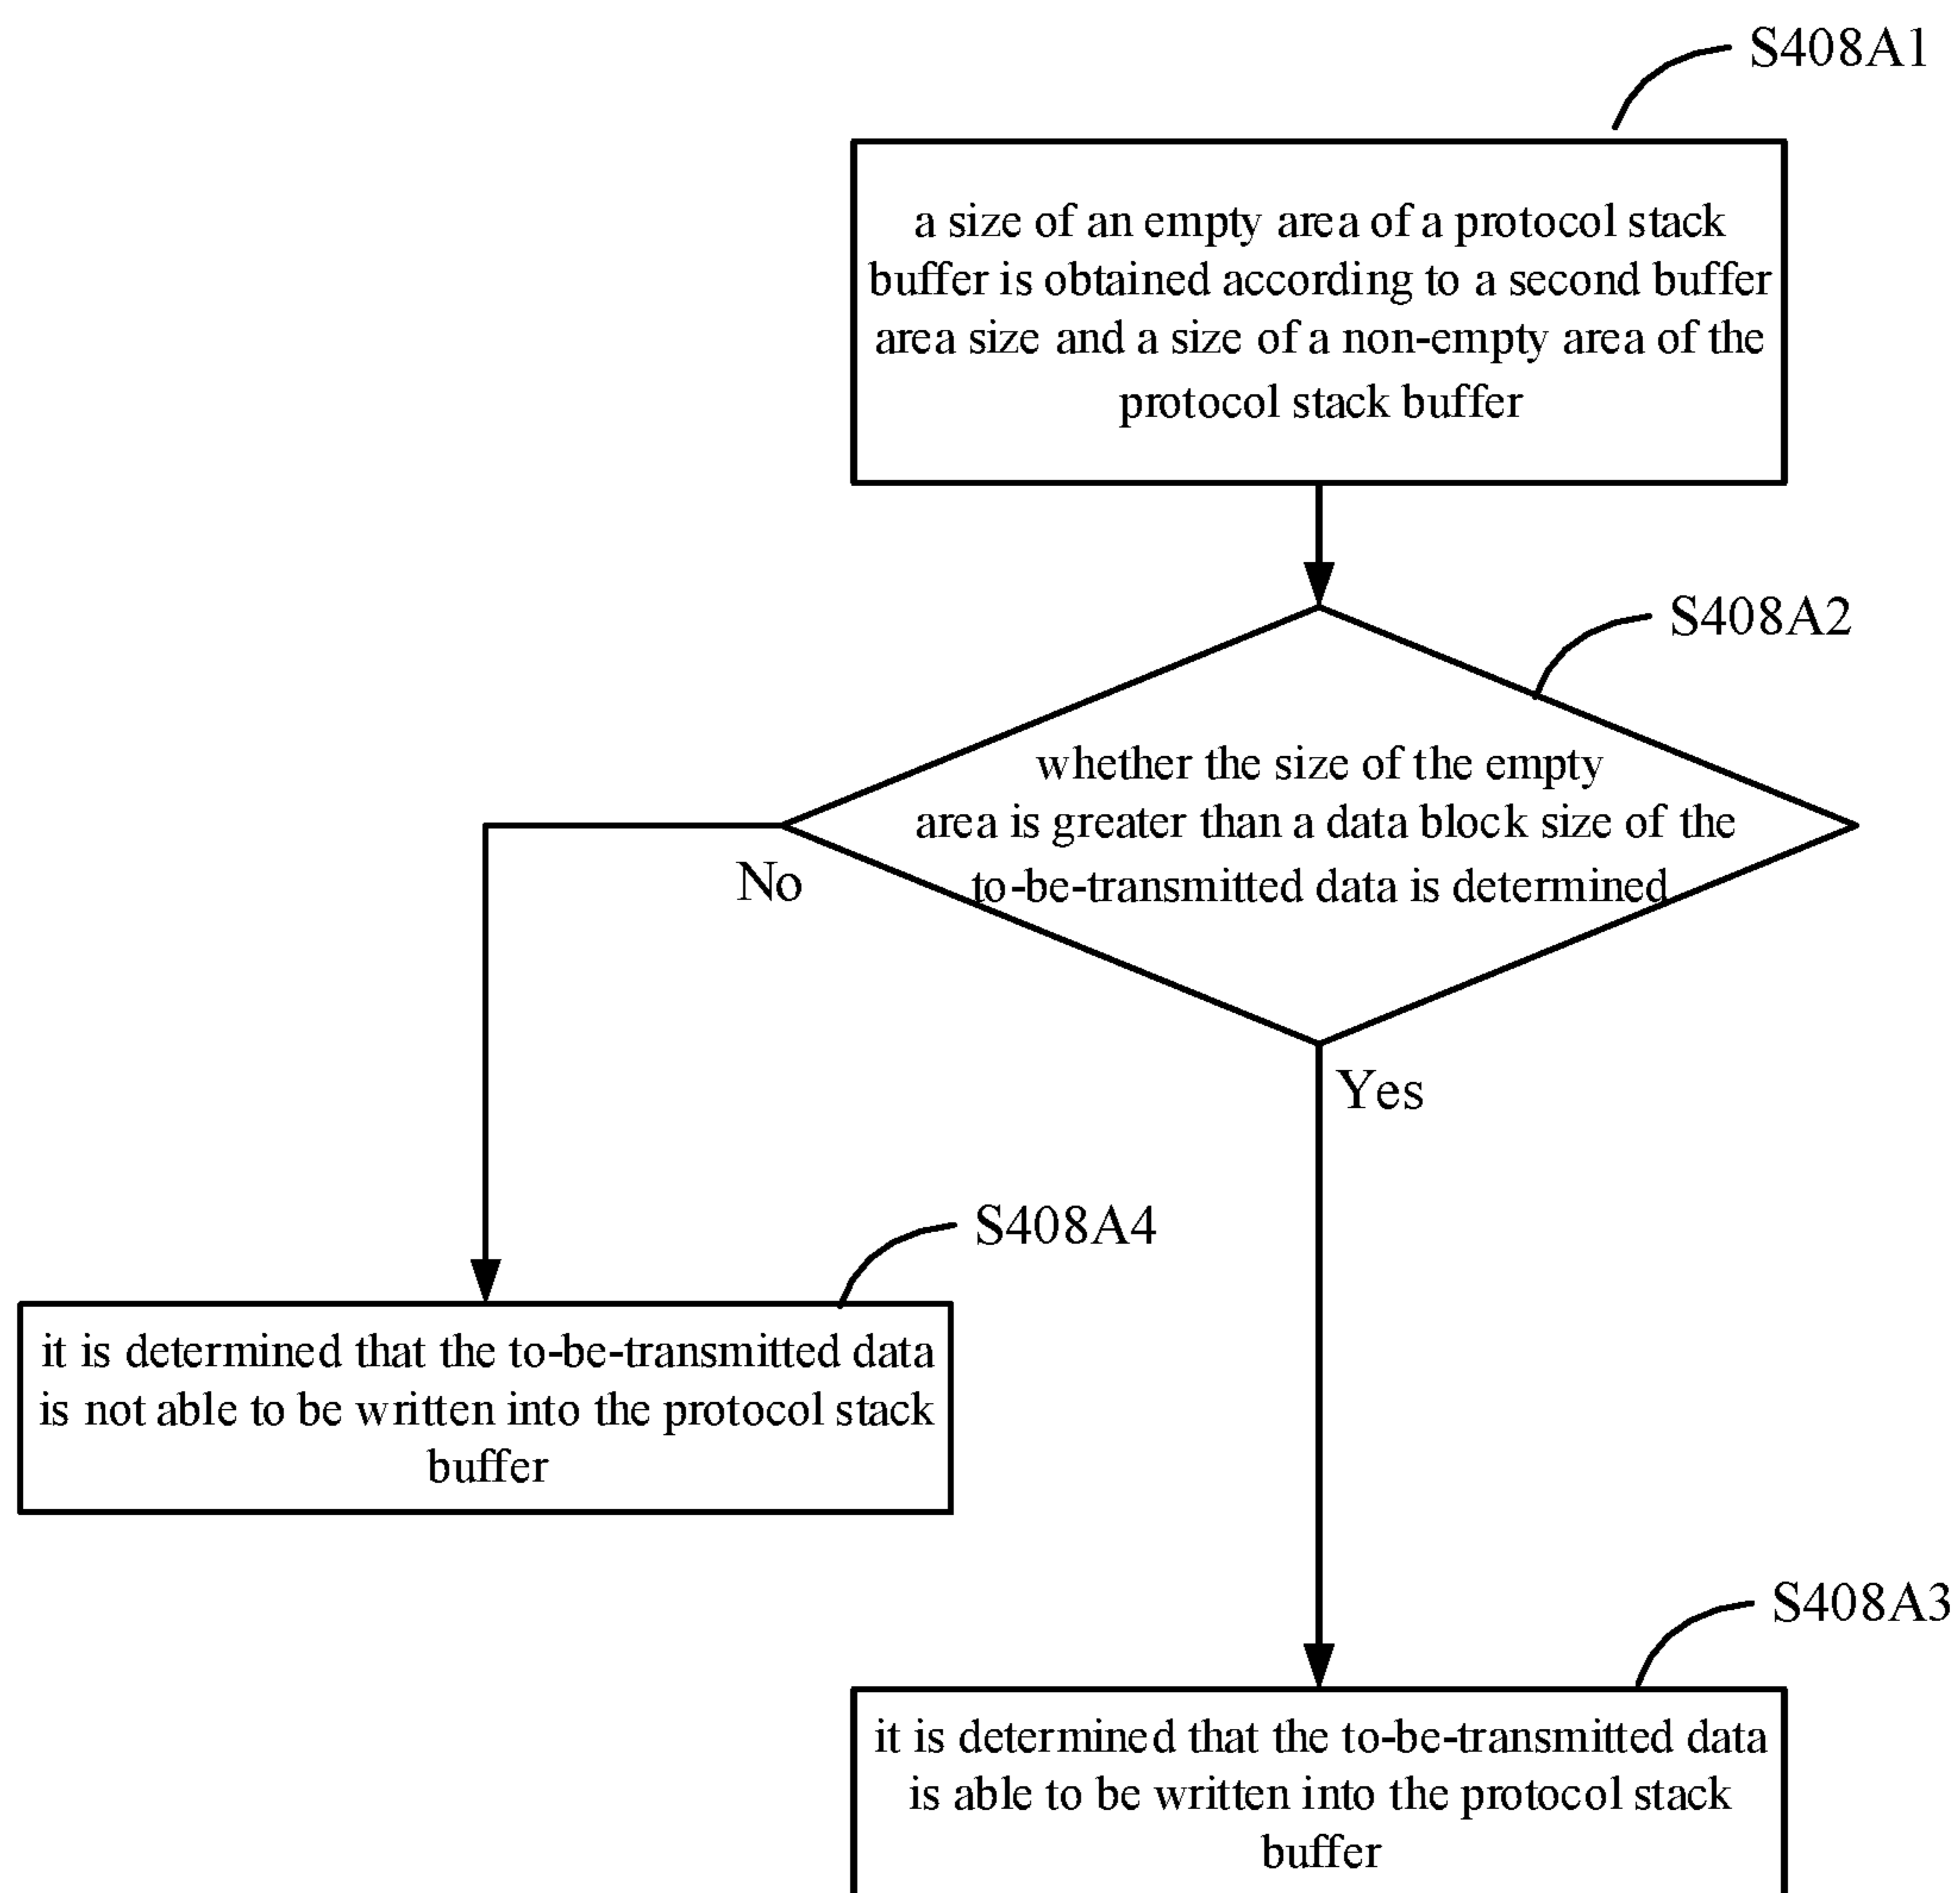 S408A1
a size of an empty area of a protocol stack
buffer is obtained according to a second buffer
area size and a size of a non-empty area of the
protocol stack buffer
S408A2
whether the size of the empty
area is greater than a data block size of the
to-be-transmitted data is determined
No
Yes
S408A4
it is determined that the to-be-transmitted data
is not able to be written into the protocol stack
buffer
S408A3
it is determined that the to-be-transmitted data
is able to be written into the protocol stack
buffer